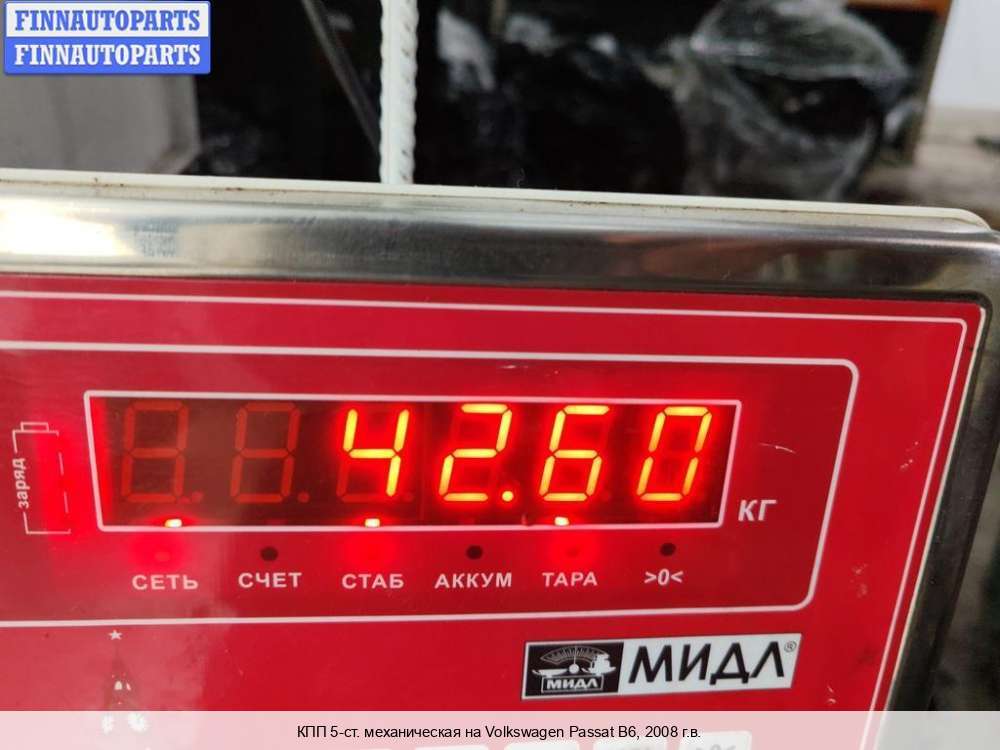 FINNAUTOPARTS
FINNAUTOPARTS
42.60
КГ
заряд
СЕТЬ СЧЕТ СТАБ АККУМ ТАРА >0<
МИДЛ МИДЛ®
КПП 5-ст. механическая на Volkswagen Passat B6, 2008 г.в.